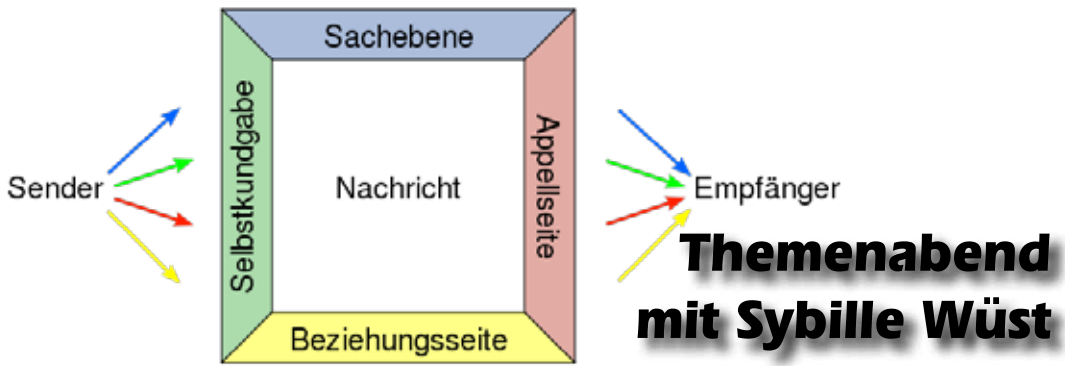 Sachebene
Selbstkundgabe
Appellseite
Sender
Nachricht
Empfänger
Beziehungsseite
Themenabend
mit Sybille Wüst